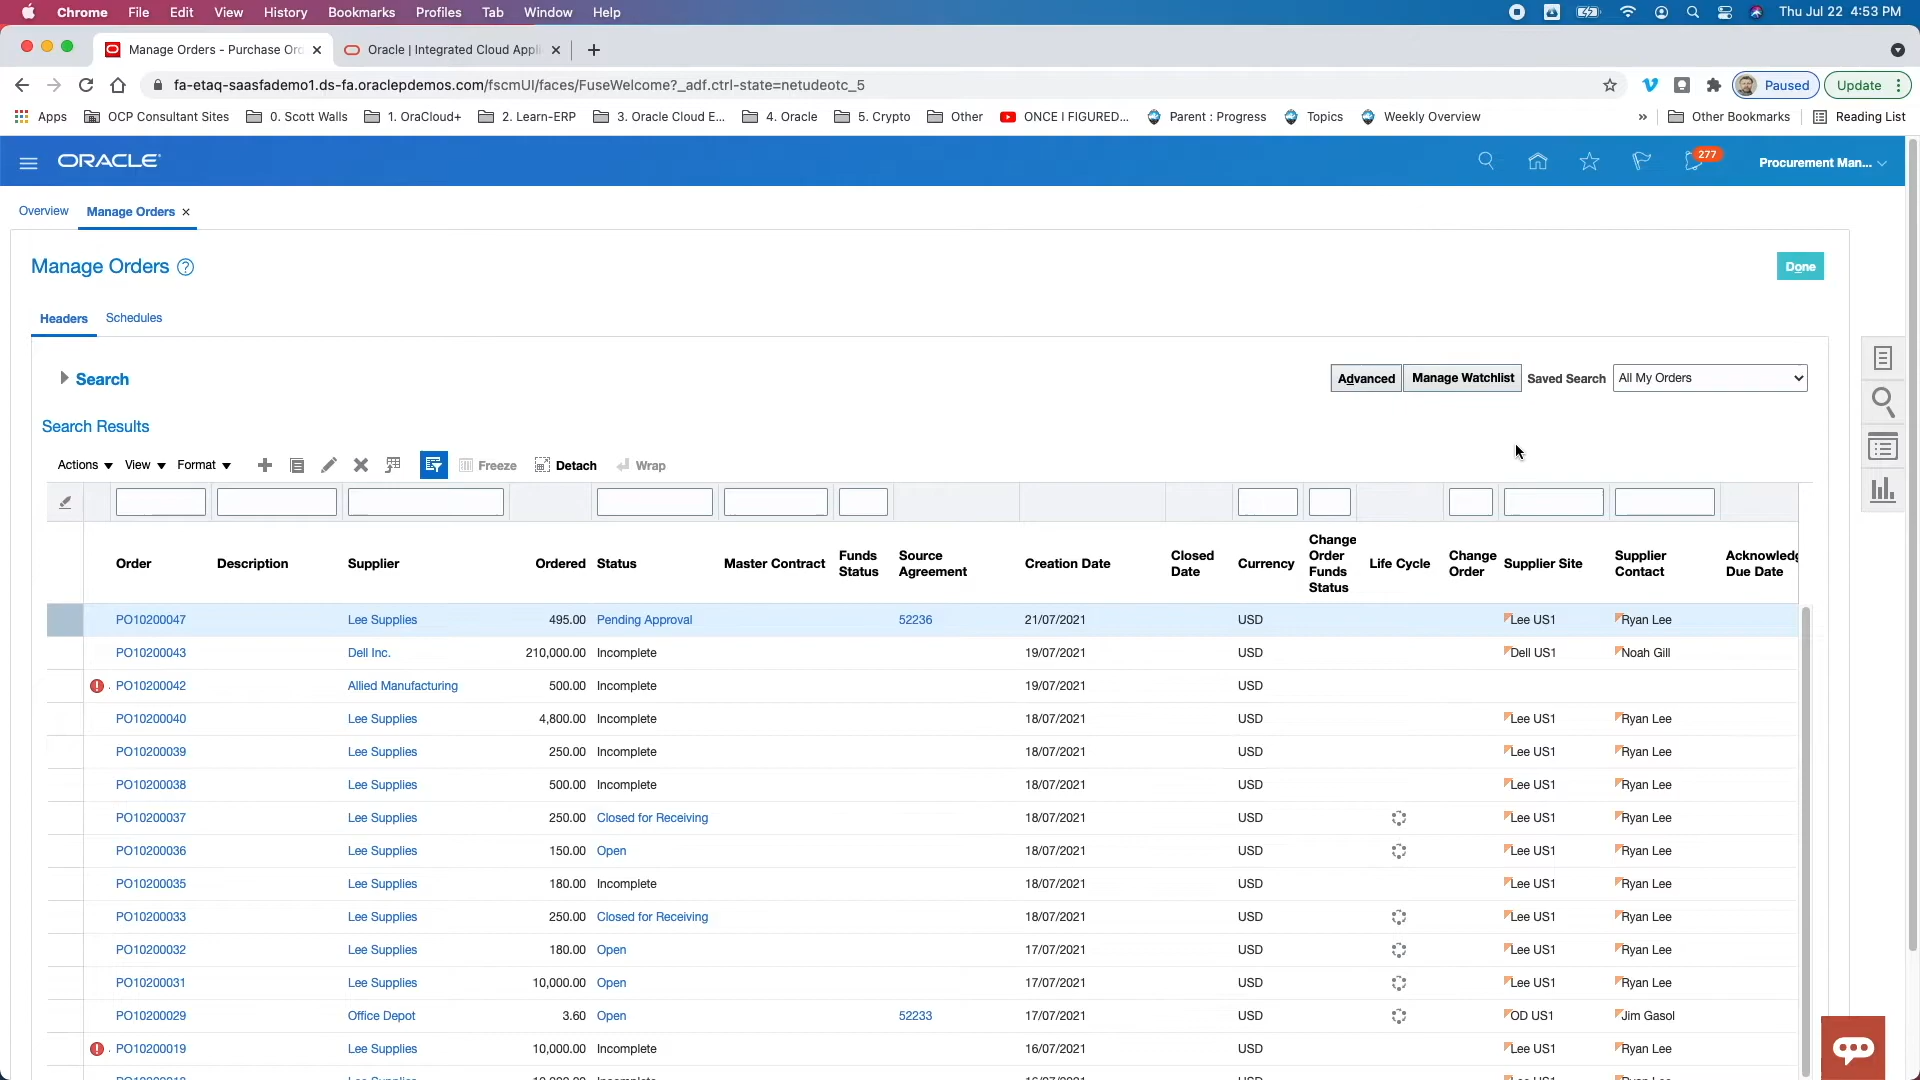 Chrome File Edit View History Bookmarks Profiles Tab Window Help Thu Jul 22 4:53 PM
Manage Orders - Purchase Ord Oracle | Integrated Cloud Appli
fa-etaq-saasfademo1.ds-fa.oraclepdemos.com/fscmUI/faces/FuseWelcome?_adf.ctrl-state=netudeotc_5 Paused Update
Apps OCP Consultant Sites 0. Scott Walls 1. OraCloud+ 2. Learn-ERP 3. Oracle Cloud E... 4. Oracle 5. Crypto Other ONCE I FIGURED... Parent : Progress Topics Weekly Overview » Other Bookmarks Reading List
ORACLE 277 Procurement Man...
Overview Manage Orders
Manage Orders Done
Headers Schedules
Search Advanced Manage Watchlist Saved Search All My Orders
Search Results
Actions View Format Freeze Detach Wrap
Order Description Supplier Ordered Status Master Contract Funds Status Source Agreement Creation Date Closed Date Currency Change Order Funds Status Life Cycle Change Order Supplier Site Supplier Contact Acknowledg Due Date
PO10200047 Lee Supplies 495.00 Pending Approval 52236 21/07/2021 USD Lee US1 Ryan Lee
PO10200043 Dell Inc. 210,000.00 Incomplete 19/07/2021 USD Dell US1 Noah Gill
PO10200042 Allied Manufacturing 500.00 Incomplete 19/07/2021 USD
PO10200040 Lee Supplies 4,800.00 Incomplete 18/07/2021 USD Lee US1 Ryan Lee
PO10200039 Lee Supplies 250.00 Incomplete 18/07/2021 USD Lee US1 Ryan Lee
PO10200038 Lee Supplies 500.00 Incomplete 18/07/2021 USD Lee US1 Ryan Lee
PO10200037 Lee Supplies 250.00 Closed for Receiving 18/07/2021 USD Lee US1 Ryan Lee
PO10200036 Lee Supplies 150.00 Open 18/07/2021 USD Lee US1 Ryan Lee
PO10200035 Lee Supplies 180.00 Incomplete 18/07/2021 USD Lee US1 Ryan Lee
PO10200033 Lee Supplies 250.00 Closed for Receiving 18/07/2021 USD Lee US1 Ryan Lee
PO10200032 Lee Supplies 180.00 Open 17/07/2021 USD Lee US1 Ryan Lee
PO10200031 Lee Supplies 10,000.00 Open 17/07/2021 USD Lee US1 Ryan Lee
PO10200029 Office Depot 3.60 Open 52233 17/07/2021 USD OD US1 Jim Gasol
PO10200019 Lee Supplies 10,000.00 Incomplete 16/07/2021 USD Lee US1 Ryan Lee